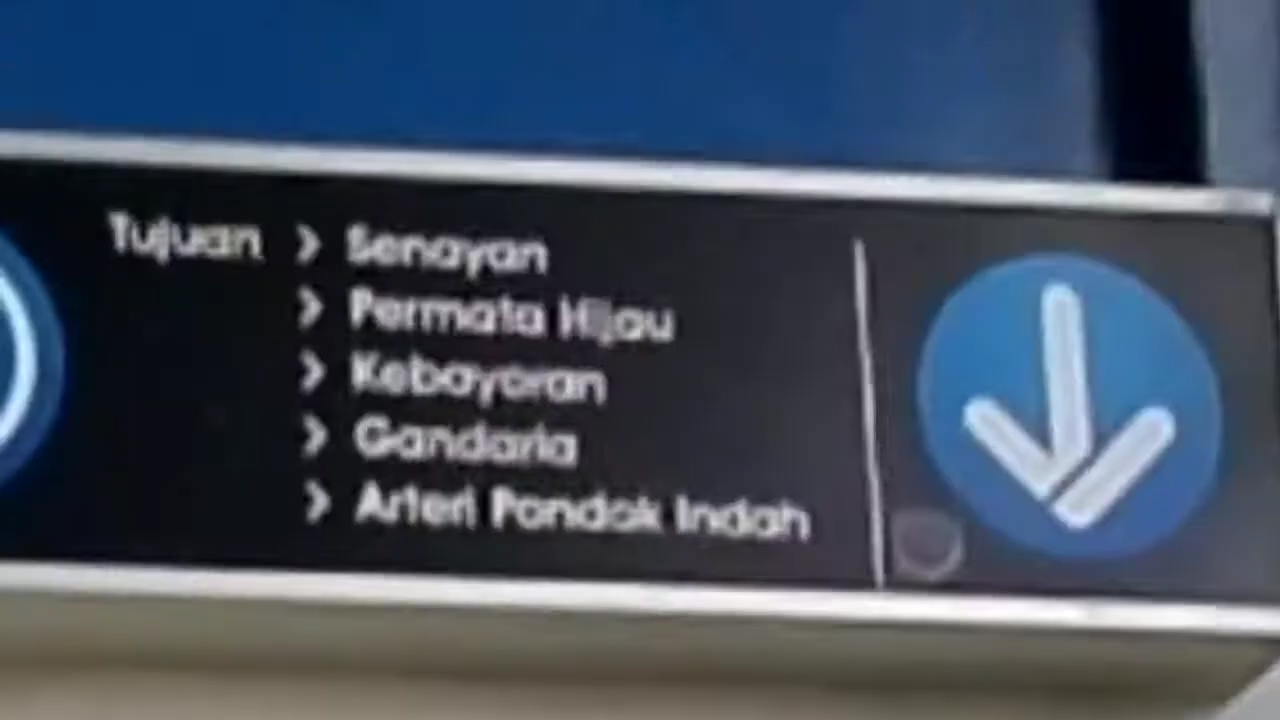 Tujuan > Senayan
> Permata Hijau
> Kebayoran
> Gandaria
> Arteri Pondok Indah